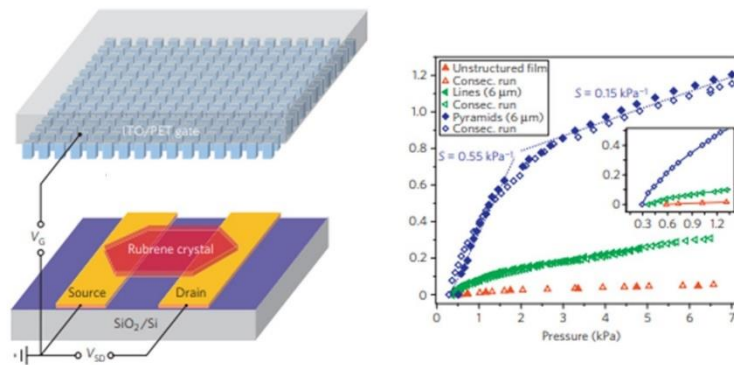 ITO/PET gate
V_G
Rubrene crystal
Source
Drain
SiO₂/Si
V_SD
1.2
1.0
0.8
0.6
0.4
0.2
0
Unstructured film
Consec. run
Lines (6 μm)
Consec. run
Pyramids (6 μm)
Consec. run
S = 0.15 kPa⁻¹
S = 0.55 kPa⁻¹
0.4
0.2
0
0.3 0.6 0.9 1.2
0 1 2 3 4 5 6 7
Pressure (kPa)